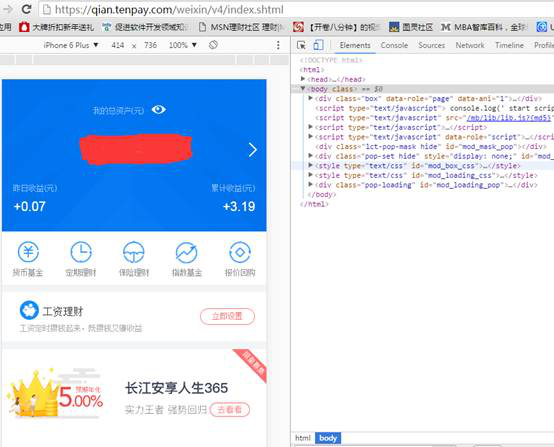 https://qian.tenpay.com/weixin/v4/index.shtml
应用 大牌折扣新年送礼 促进软件开发领域知识 MSN理财社区 理财 【开卷八分钟】的视频 图灵社区 MBA智库百科,全球
iPhone 6 Plus ▼ 414 × 736 100% ▼
Elements Console Sources Network Timeline Profile
我的总资产(元)
昨日收益(元) 累计收益(元)
+0.07 +3.19
货币基金 定期理财 保险理财 指数基金 报价回购
工资理财 立即设置
工资定时攒钱起来,既攒钱又赚收益
长江安享人生365
预期年化
5.00%
实力王者 强势回归 去看看
<!DOCTYPE html>
<html>
▶<head>…</head>
▼<body class> == $0
▶<div class="box" data-role="page" data-ani="1">…</div>
<script type="text/javascript"> console.log(' start scrip
<script type="text/javascript" src="/mb/lib/lib.js?(md5)
▶<script type="text/javascript">…</script>
▶<script type="text/javascript" data-role="script">…</script>
<div class="lct-pop-mask hide" id="mod_mask_pop"></div>
▶<div class="pop-set hide" style="display: none;" id="mod_
▶<style type="text/css" id="mod_box_css">…</style>
▶<style type="text/css" id="mod_loading_css">…</style>
▶<div class="pop-loading" id="mod_loading_pop">…</div>
</body>
</html>
html body